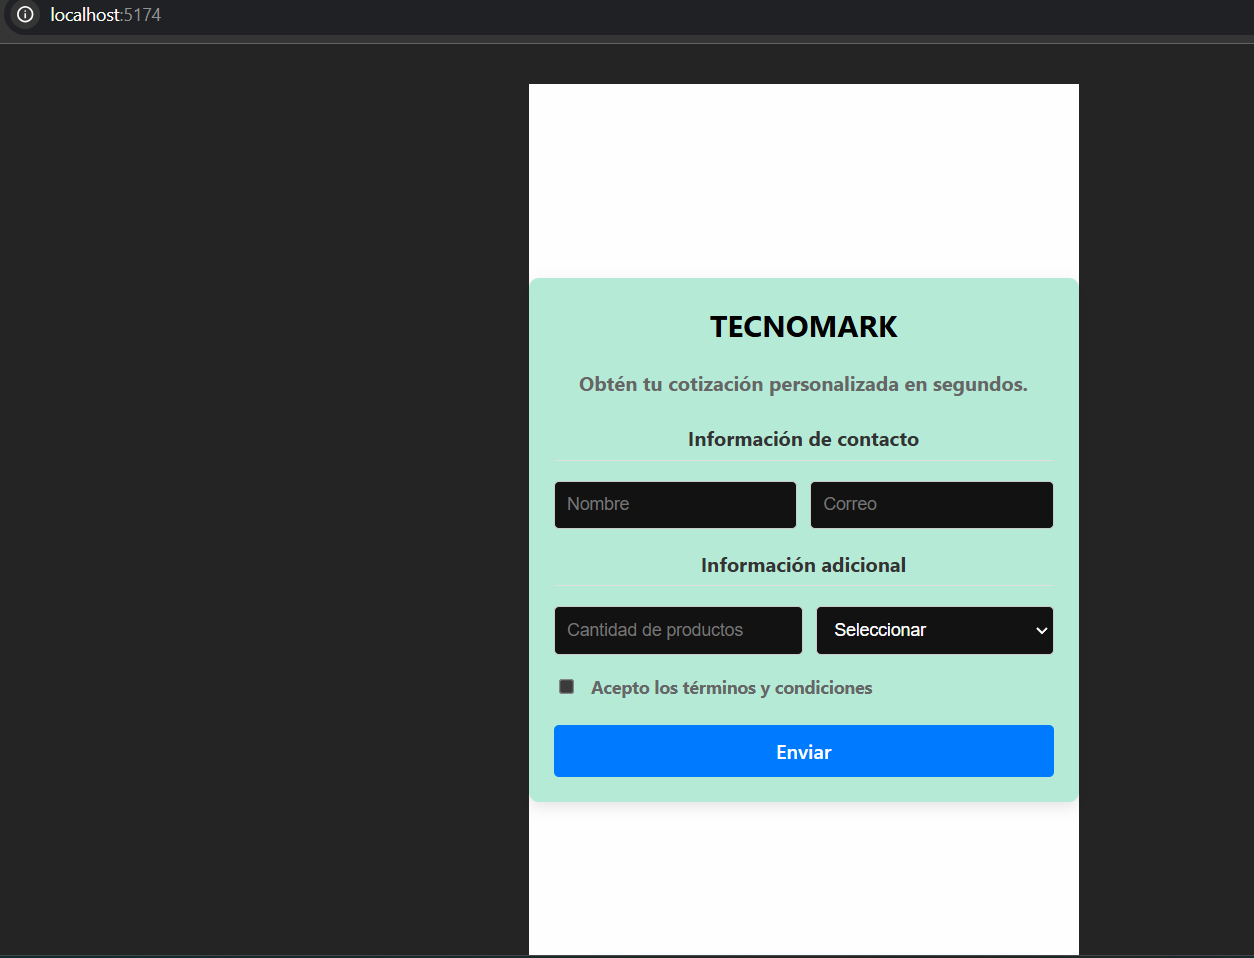 localhost:5174
TECNOMARK
Obtén tu cotización personalizada en segundos.
Información de contacto
Nombre
Correo
Información adicional
Cantidad de productos
Seleccionar
Acepto los términos y condiciones
Enviar